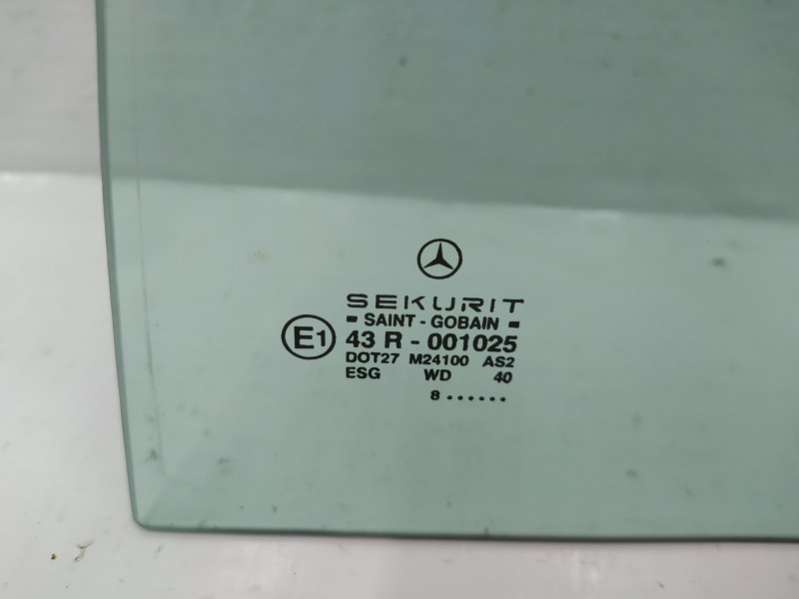 SEKURIT
SAINT - GOBAIN
E1 43 R - 001025
DOT27 M24100 AS2
ESG WD 40
8 . . . . . .